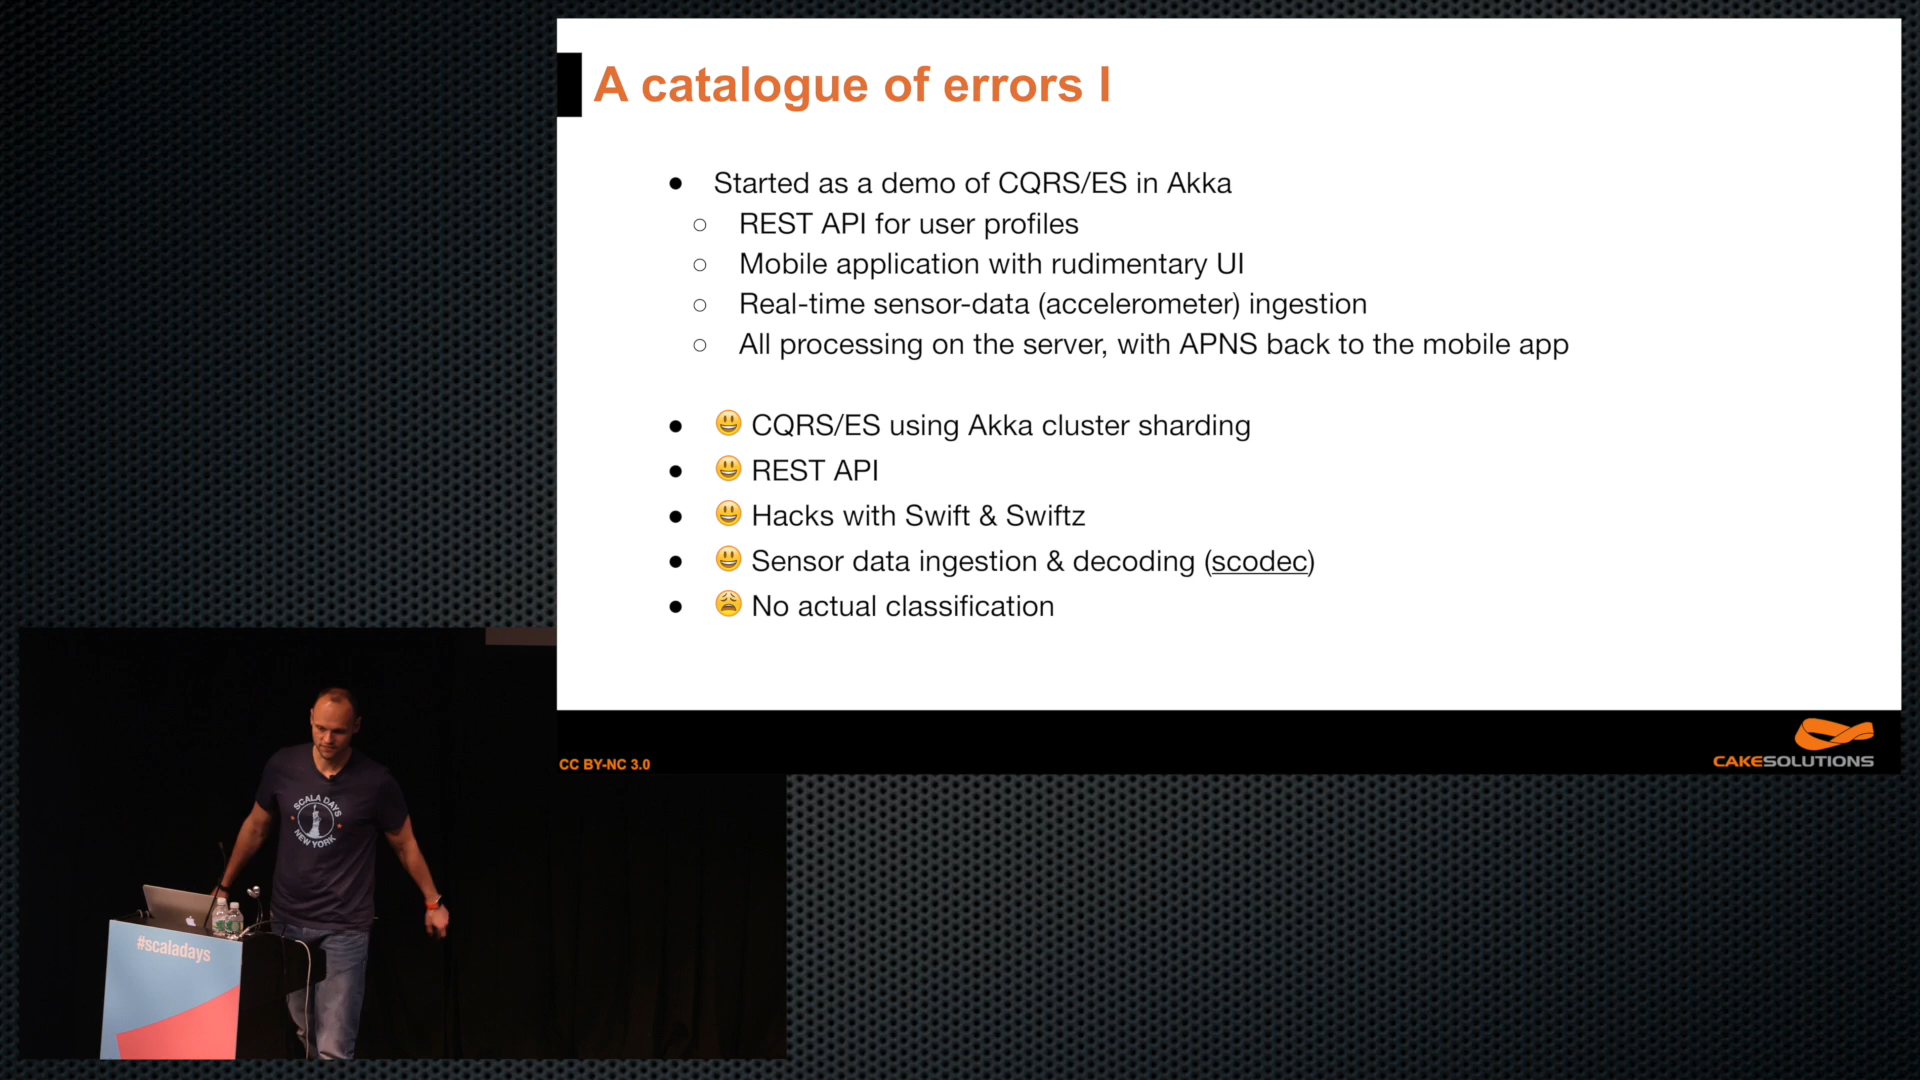 A catalogue of errors I
● Started as a demo of CQRS/ES in Akka
○ REST API for user profiles
○ Mobile application with rudimentary UI
○ Real-time sensor-data (accelerometer) ingestion
○ All processing on the server, with APNS back to the mobile app
● 😃 CQRS/ES using Akka cluster sharding
● 😃 REST API
● 😃 Hacks with Swift & Swiftz
● 😃 Sensor data ingestion & decoding (scodec)
● 😩 No actual classification
CC BY-NC 3.0
CAKESOLUTIONS
SCALA DAYS
NEW YORK
#scaladays